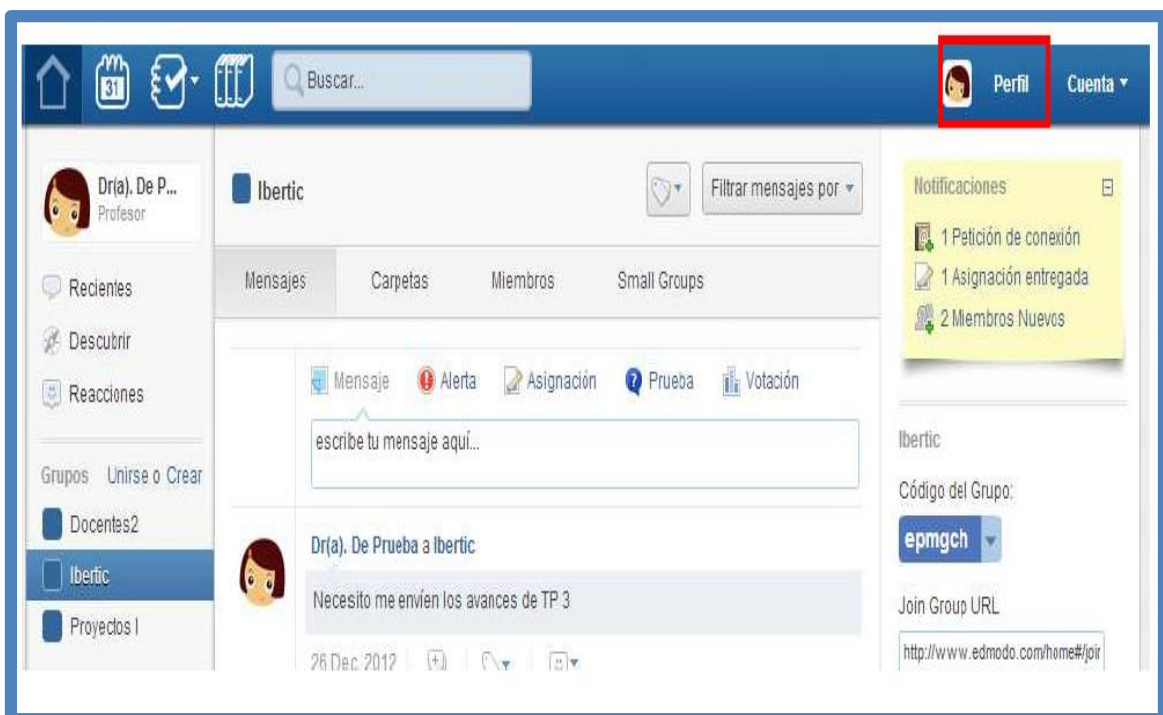 31
Buscar...
Perfil
Cuenta
Dr(a). De P...
Profesor
Recientes
Descubrir
Reacciones
Grupos Unirse o Crear
Docentes2
Ibertic
Proyectos I
Ibertic
Filtrar mensajes por
Mensajes Carpetas Miembros Small Groups
Mensaje Alerta Asignación Prueba Votación
escribe tu mensaje aquí...
Dr(a). De Prueba a Ibertic
Necesito me envíen los avances de TP 3
26 Dec, 2012
Notificaciones
1 Petición de conexión
1 Asignación entregada
2 Miembros Nuevos
Ibertic
Código del Grupo:
epmgch
Join Group URL
http://www.edmodo.com/home#/joir